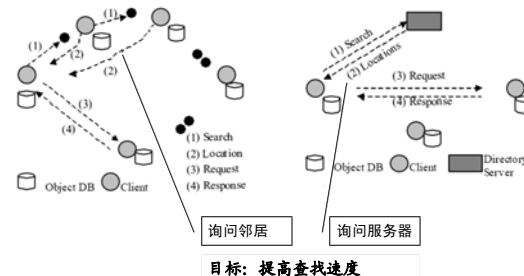 (1)
(1)
(2)
(2)
(3)
(4)
(1) Search
(2) Location
(3) Request
(4) Response
Object DB
Client
(1) Search
(2) Locations
(3) Request
(4) Response
Object DB
Client
Directory
Server
询问邻居
询问服务器
目标：提高查找速度